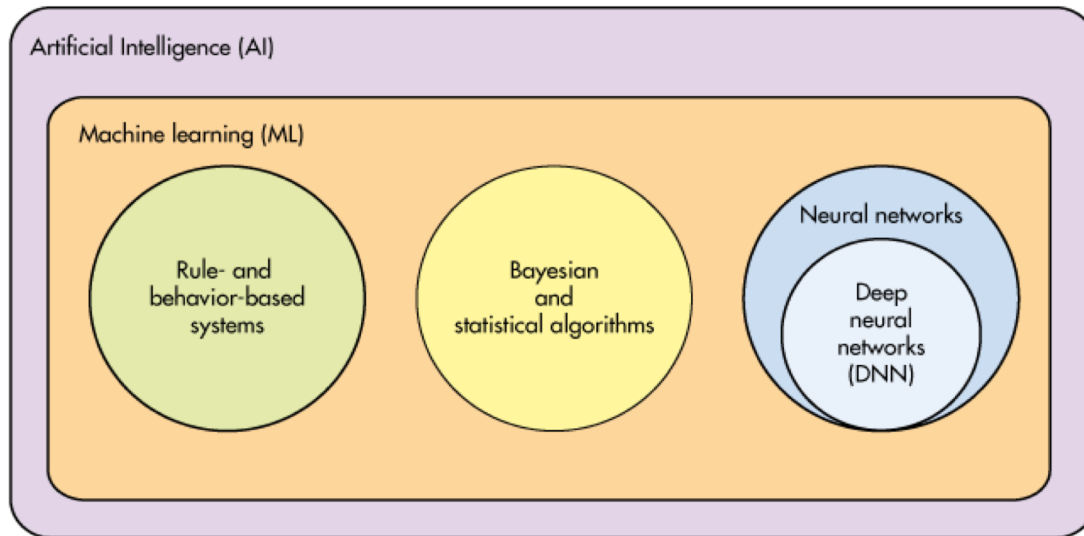 Artificial Intelligence (AI)
Machine learning (ML)
Rule- and
behavior-based
systems
Bayesian
and
statistical algorithms
Neural networks
Deep
neural
networks
(DNN)